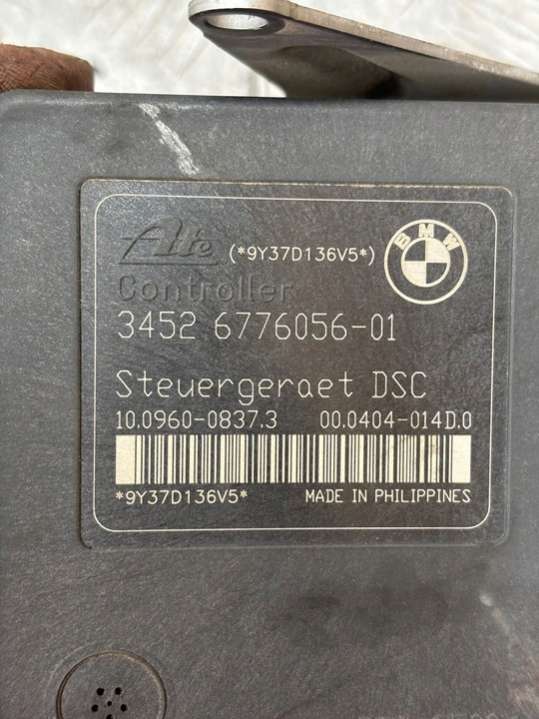 Ate (*9Y37D136V5*) BMW
Controller
3452 6776056-01
Steuergeraet DSC
10.0960-0837.3 00.0404-014D.0
*9Y37D136V5* MADE IN PHILIPPINES